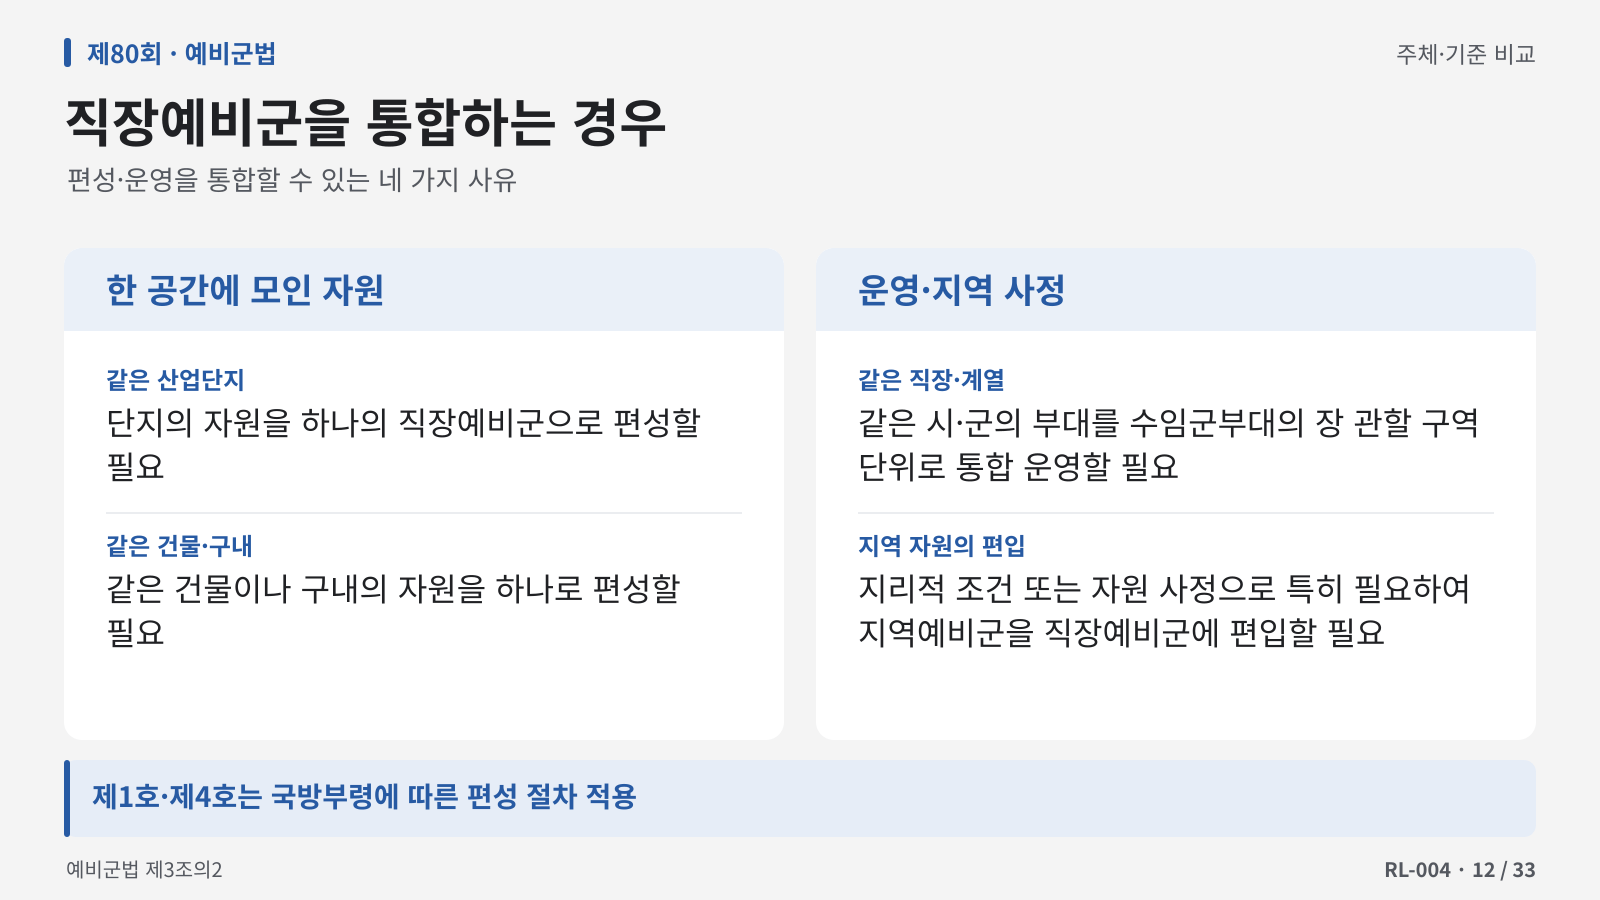 제80회 · 예비군법
주체·기준 비교
직장예비군을 통합하는 경우
편성·운영을 통합할 수 있는 네 가지 사유
한 공간에 모인 자원
같은 산업단지
단지의 자원을 하나의 직장예비군으로 편성할
필요
같은 건물·구내
같은 건물이나 구내의 자원을 하나로 편성할
필요
운영·지역 사정
같은 직장·계열
같은 시·군의 부대를 수임군부대의 장 관할 구역
단위로 통합 운영할 필요
지역 자원의 편입
지리적 조건 또는 자원 사정으로 특히 필요하여
지역예비군을 직장예비군에 편입할 필요
제1호·제4호는 국방부령에 따른 편성 절차 적용
예비군법 제3조의2
RL-004 · 12 / 33